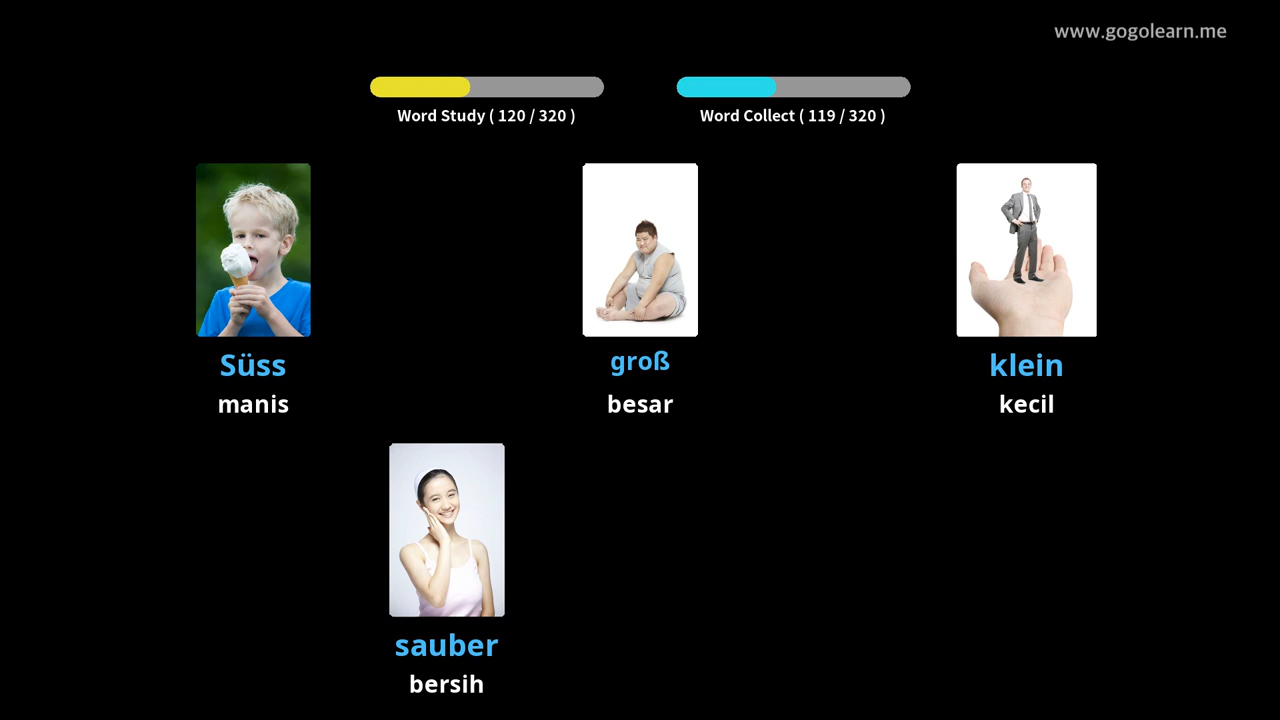 www.gogolearn.me
Word Study ( 120 / 320 )
Word Collect ( 119 / 320 )
Süss
manis
groß
besar
klein
kecil
sauber
bersih